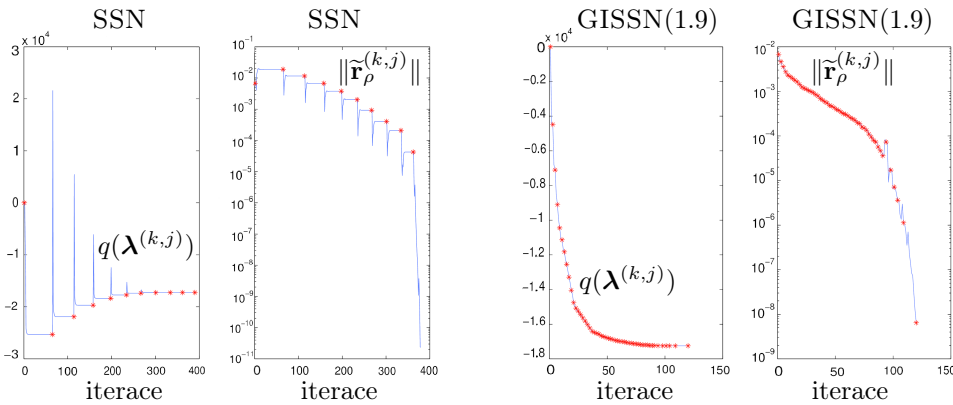 SSN
x 10⁴
3
2
1
0
−1
−2
−3
0 100 200 300 400
q(λ^(k,j))
iterace
SSN
10⁻¹
10⁻²
10⁻³
10⁻⁴
10⁻⁵
10⁻⁶
10⁻⁷
10⁻⁸
10⁻⁹
10⁻¹⁰
10⁻¹¹
0 100 200 300 400
‖r̃_ρ^(k,j)‖
iterace
GISSN(1.9)
x 10⁴
0
−0.2
−0.4
−0.6
−0.8
−1
−1.2
−1.4
−1.6
−1.8
0 50 100 150
q(λ^(k,j))
iterace
GISSN(1.9)
10⁻²
10⁻³
10⁻⁴
10⁻⁵
10⁻⁶
10⁻⁷
10⁻⁸
10⁻⁹
0 50 100 150
‖r̃_ρ^(k,j)‖
iterace